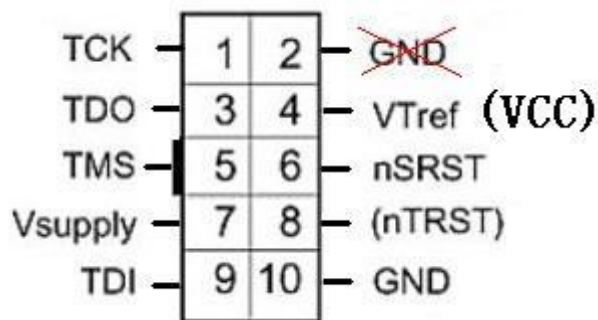 TCK 1 2 GND
TDO 3 4 VTref (VCC)
TMS 5 6 nSRST
Vsupply 7 8 (nTRST)
TDI 9 10 GND